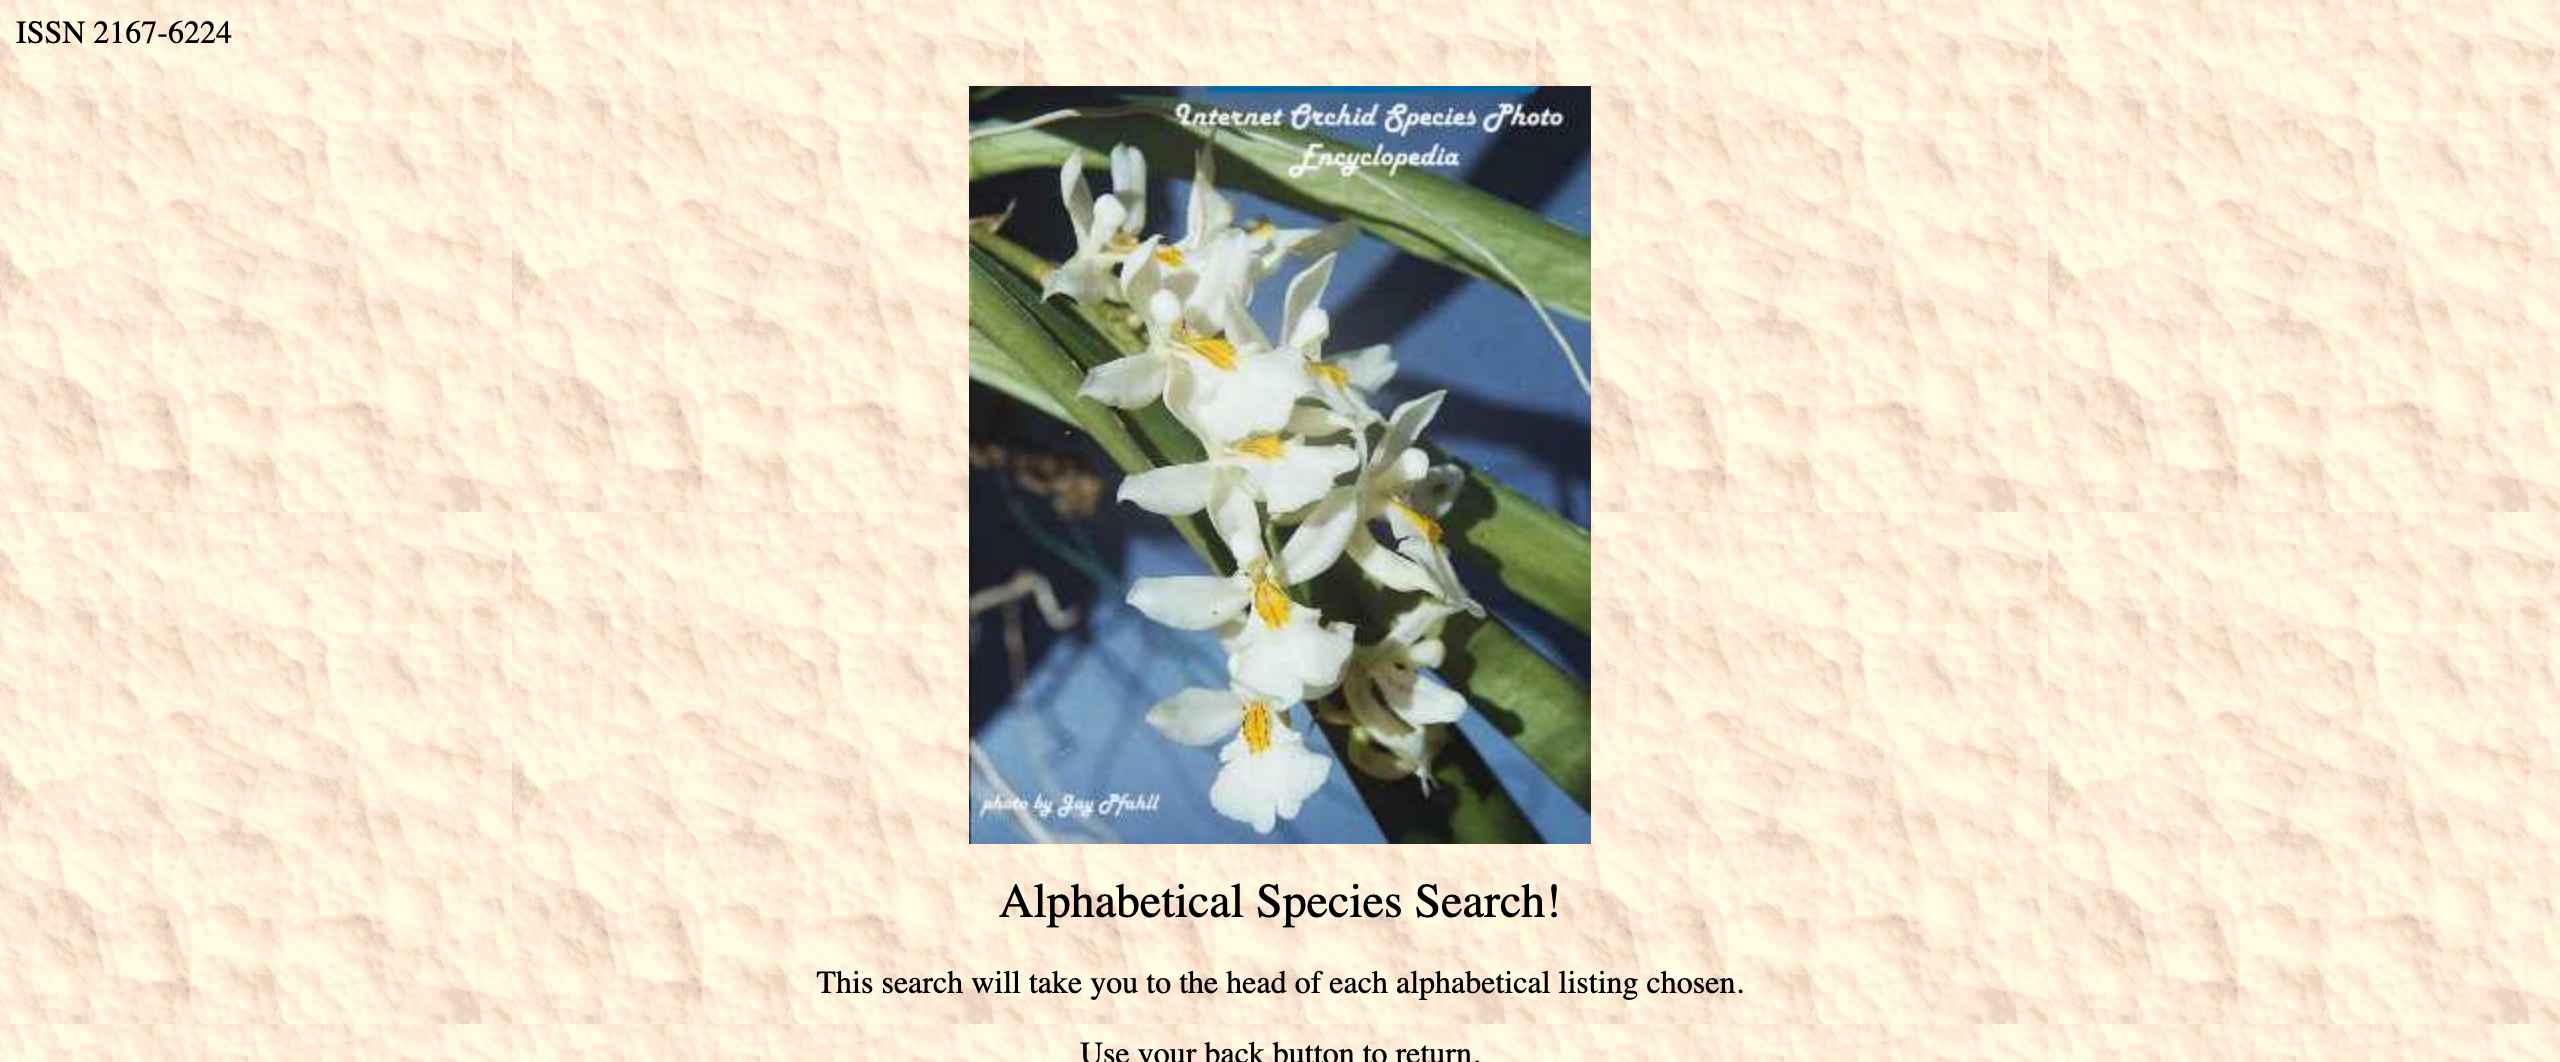 ISSN 2167-6224
Internet Orchid Species Photo
Encyclopedia
photo by Jay Pfahll
Alphabetical Species Search!
This search will take you to the head of each alphabetical listing chosen.
Use your back button to return.